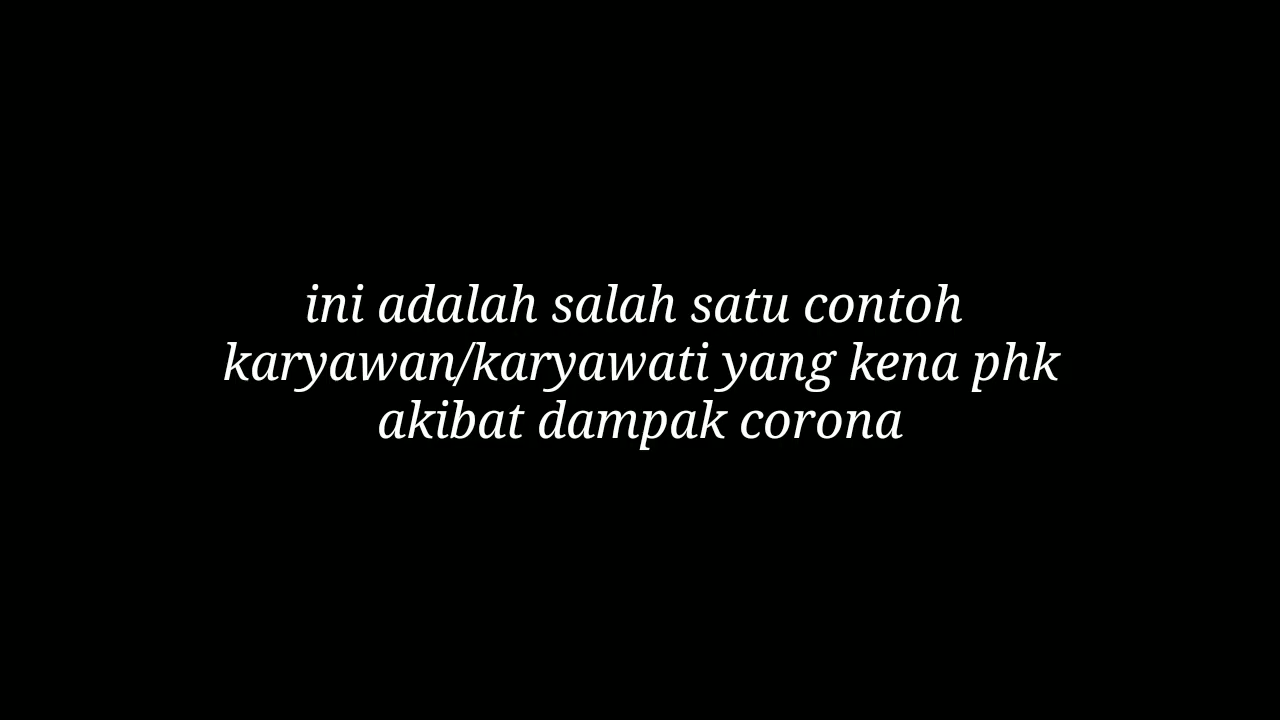 ini adalah salah satu contoh
karyawan/karyawati yang kena phk
akibat dampak corona